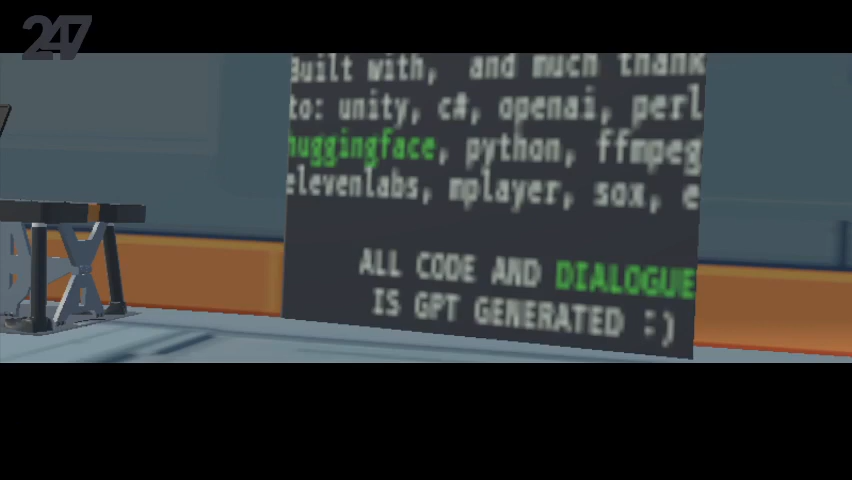 247
Built with, and much thank
to: unity, c#, openai, perl
huggingface, python, ffmpeg
elevenlabs, mplayer, sox, e
ALL CODE AND DIALOGUE
IS GPT GENERATED :)